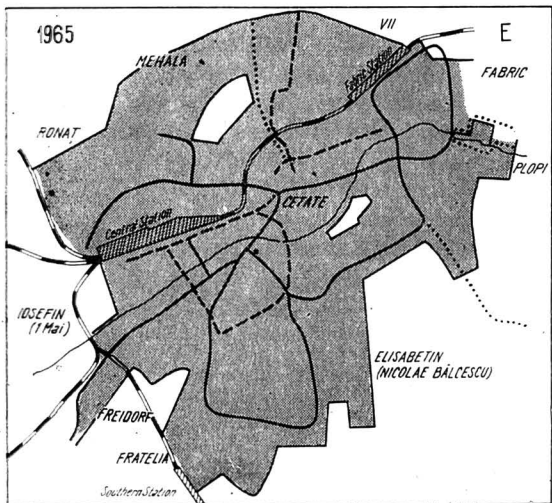 1965
VII
E
MEHALA
Fabric Station
FABRIC
RONAT
PLOPI
CETATE
Central Station
IOSEFIN
(1 Mai)
ELISABETIN
(NICOLAE BĂLCESCU)
FREIDORF
FRATELIA
Southern Station